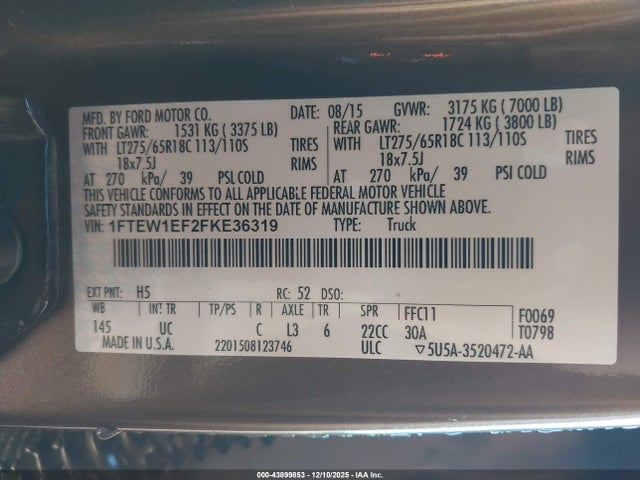 MFD. BY FORD MOTOR CO. DATE: 08/15 GVWR: 3175 KG ( 7000 LB)
FRONT GAWR: 1531 KG ( 3375 LB) REAR GAWR: 1724 KG ( 3800 LB)
WITH LT275/65R18C 113/110S TIRES WITH LT275/65R18C 113/110S TIRES
18x7.5J RIMS 18x7.5J RIMS
AT 270 kPa/ 39 PSI COLD AT 270 kPa/ 39 PSI COLD
THIS VEHICLE CONFORMS TO ALL APPLICABLE FEDERAL MOTOR VEHICLE
SAFETY STANDARDS IN EFFECT ON THE DATE OF MANUFACTURE SHOWN ABOVE.
VIN: 1FTEW1EF2FKE36319 TYPE: Truck
EXT PNT: H5 RC: 52 DSO:
WB INT TR TP/PS R AXLE TR SPR FFC11 F0069
145 UC C L3 6 22CC 30A T0798
MADE IN U.S.A. 2201508123746 ULC ▽5U5A-3520472-AA
00-43899853 — 12/10/2025 — IAA Inc.